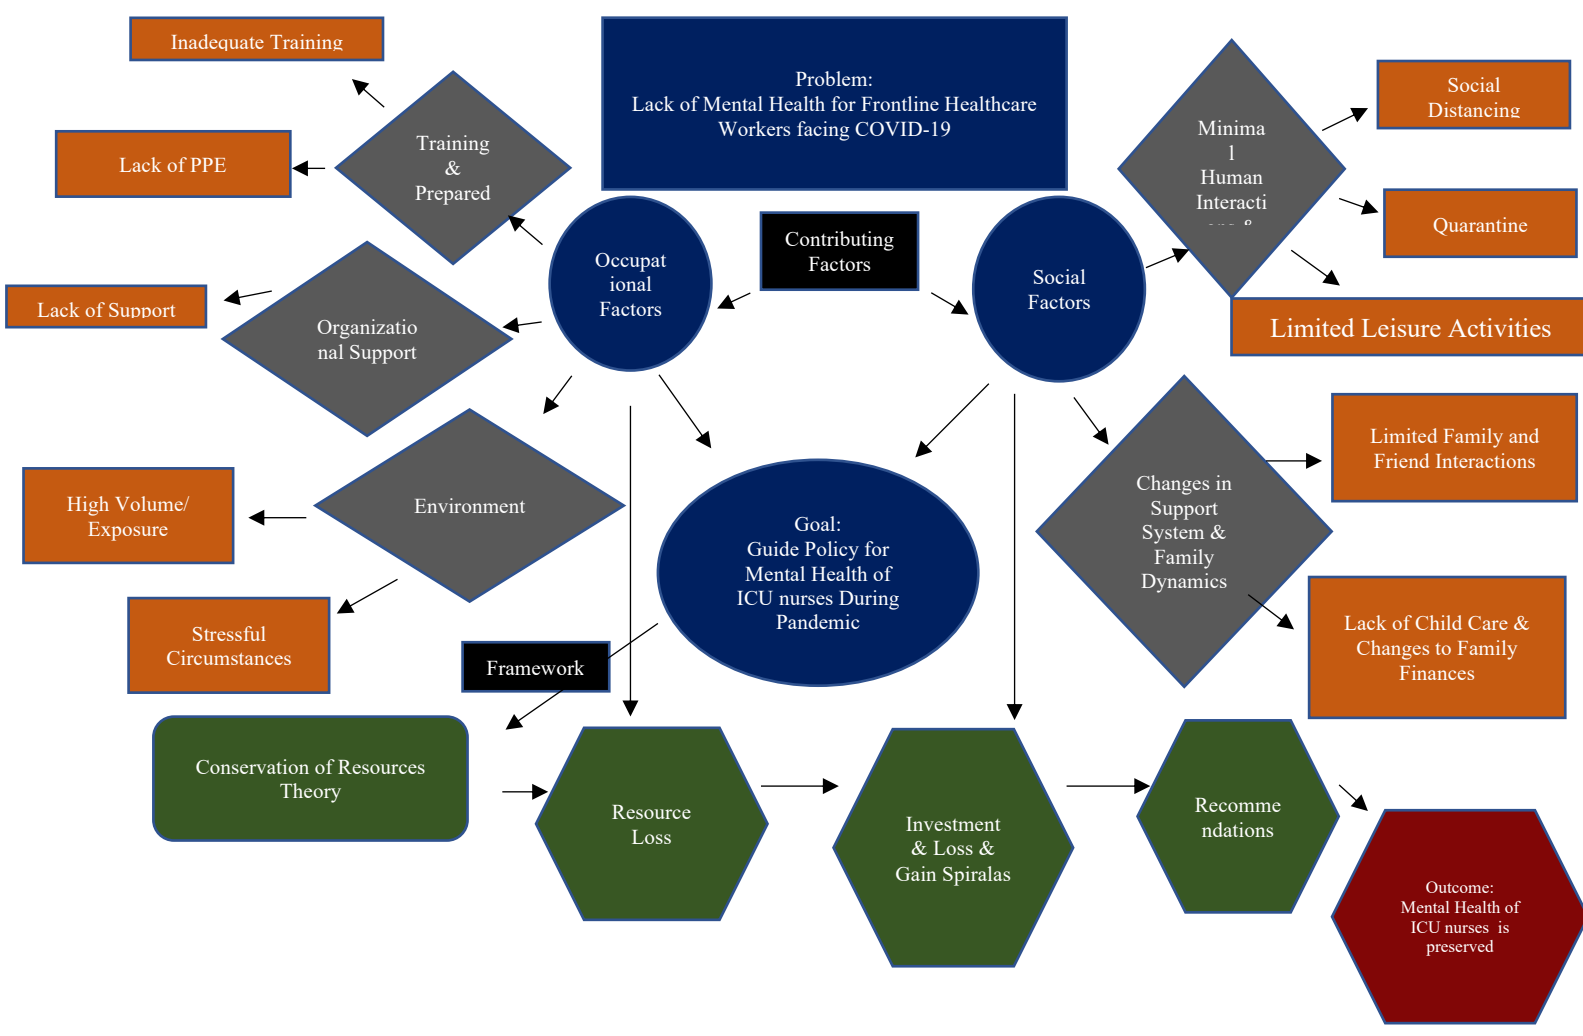 Inadequate Training
Problem:
Lack of Mental Health for Frontline Healthcare
Workers facing COVID-19
Social
Distancing
Minima
l
Human
Interacti
Training
&
Prepared
Lack of PPE
Quarantine
Contributing
Factors
Occupat
ional
Factors
Social
Factors
Lack of Support
Organizatio
nal Support
Limited Leisure Activities
Limited Family and
Friend Interactions
High Volume/
Exposure
Environment
Changes in
Support
System &
Family
Dynamics
Goal:
Guide Policy for
Mental Health of
ICU nurses During
Pandemic
Stressful
Circumstances
Lack of Child Care &
Changes to Family
Finances
Framework
Conservation of Resources
Theory
Resource
Loss
Investment
& Loss &
Gain Spiralas
Recomme
ndations
Outcome:
Mental Health of
ICU nurses is
preserved